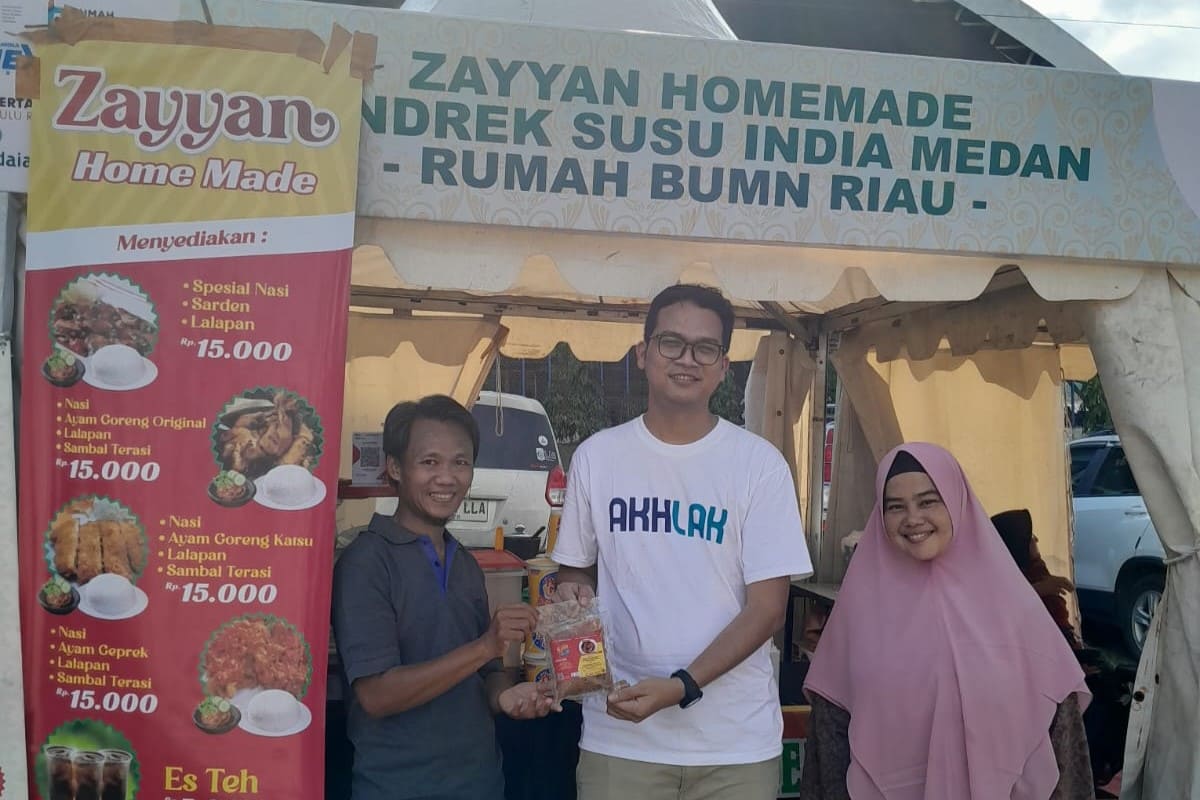 Zayyan
Home Made
Menyediakan :
• Spesial Nasi
• Sarden
• Lalapan
Rp. 15.000
• Nasi
• Ayam Goreng Original
• Lalapan
• Sambal Terasi
Rp. 15.000
• Nasi
• Ayam Goreng Katsu
• Lalapan
• Sambal Terasi
Rp. 15.000
• Nasi
• Ayam Geprek
• Lalapan
• Sambal Terasi
Rp. 15.000
Es Teh
ZAYYAN HOMEMADE
NDREK SUSU INDIA MEDAN
- RUMAH BUMN RIAU -
AKHLAK
LLA